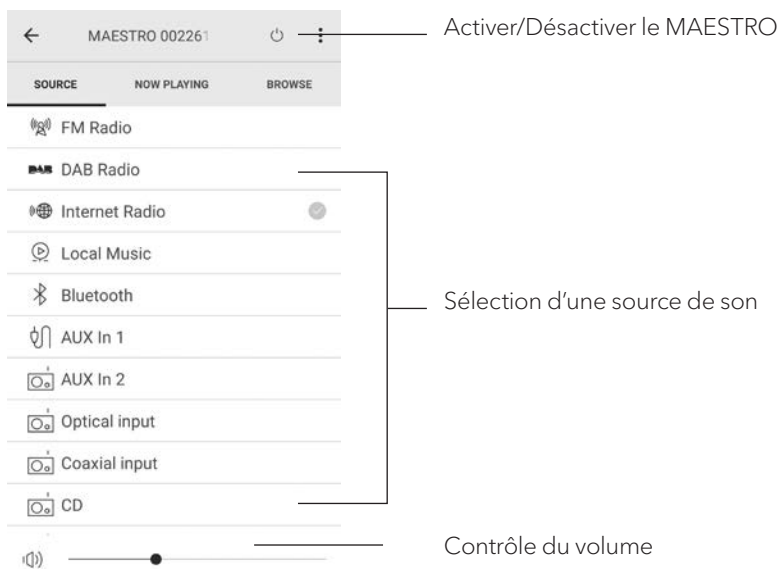 MAESTRO 002261
Activer/Désactiver le MAESTRO
SOURCE NOW PLAYING BROWSE
FM Radio
DAB DAB Radio
Internet Radio
Local Music
Bluetooth
Sélection d'une source de son
AUX In 1
AUX In 2
Optical input
Coaxial input
CD
Contrôle du volume